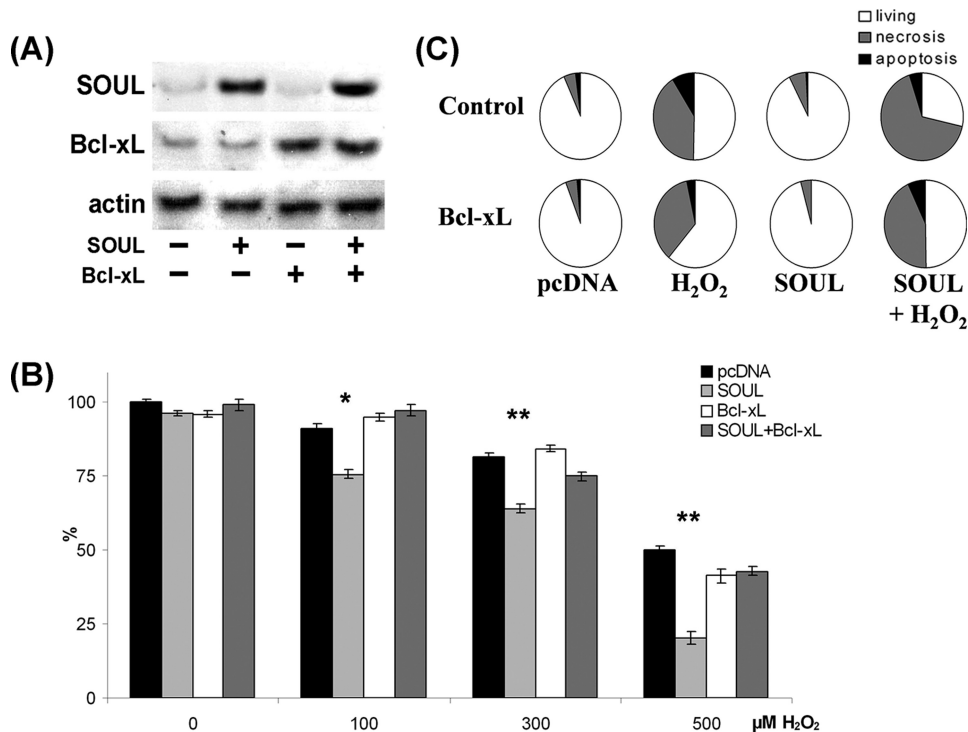 (A)
SOUL
Bcl-xL
actin
SOUL − + − +
Bcl-xL − − + +
(C)
living
necrosis
apoptosis
Control
Bcl-xL
pcDNA H₂O₂ SOUL SOUL
+ H₂O₂
(B)
pcDNA
SOUL
Bcl-xL
SOUL+Bcl-xL
* ** **
100
75
50
25
0
%
0 100 300 500 µM H₂O₂